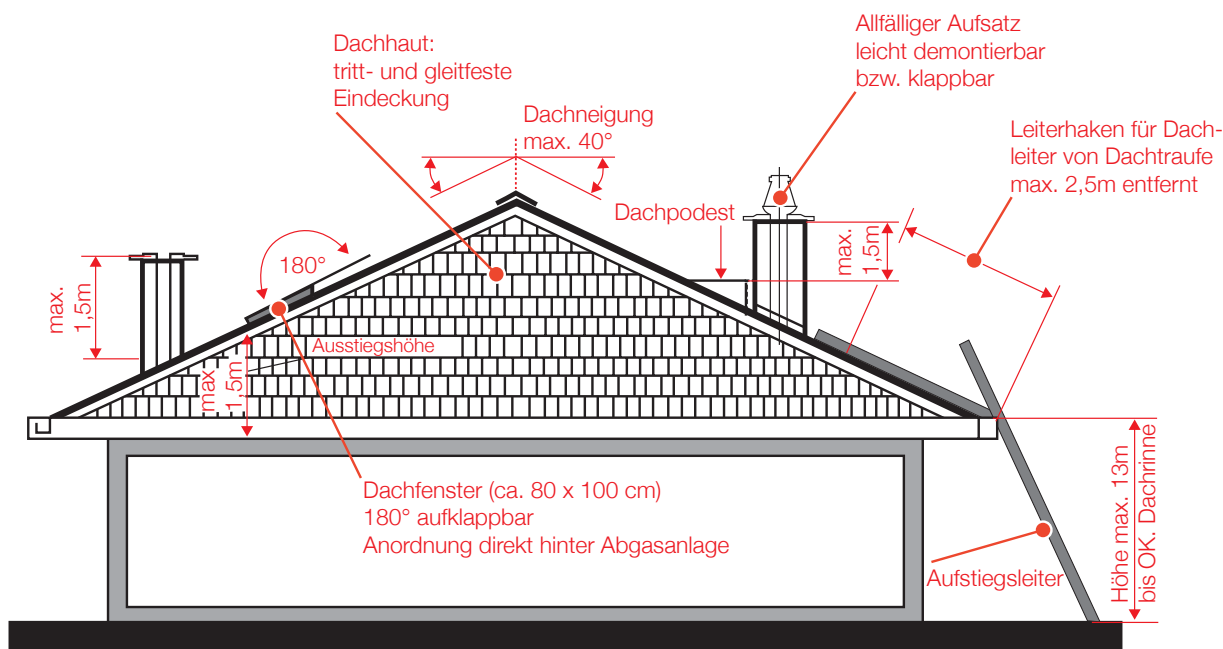 Dachhaut:
tritt- und gleitfeste
Eindeckung
Dachneigung
max. 40°
Allfälliger Aufsatz
leicht demontierbar
bzw. klappbar
Leiterhaken für Dach-
leiter von Dachtraufe
max. 2,5m entfernt
Dachpodest
max.
1,5m
180°
max.
1,5m
Ausstiegshöhe
max
1,5m
Dachfenster (ca. 80 x 100 cm)
180° aufklappbar
Anordnung direkt hinter Abgasanlage
Aufstiegsleiter
Höhe max. 13m
bis OK. Dachrinne